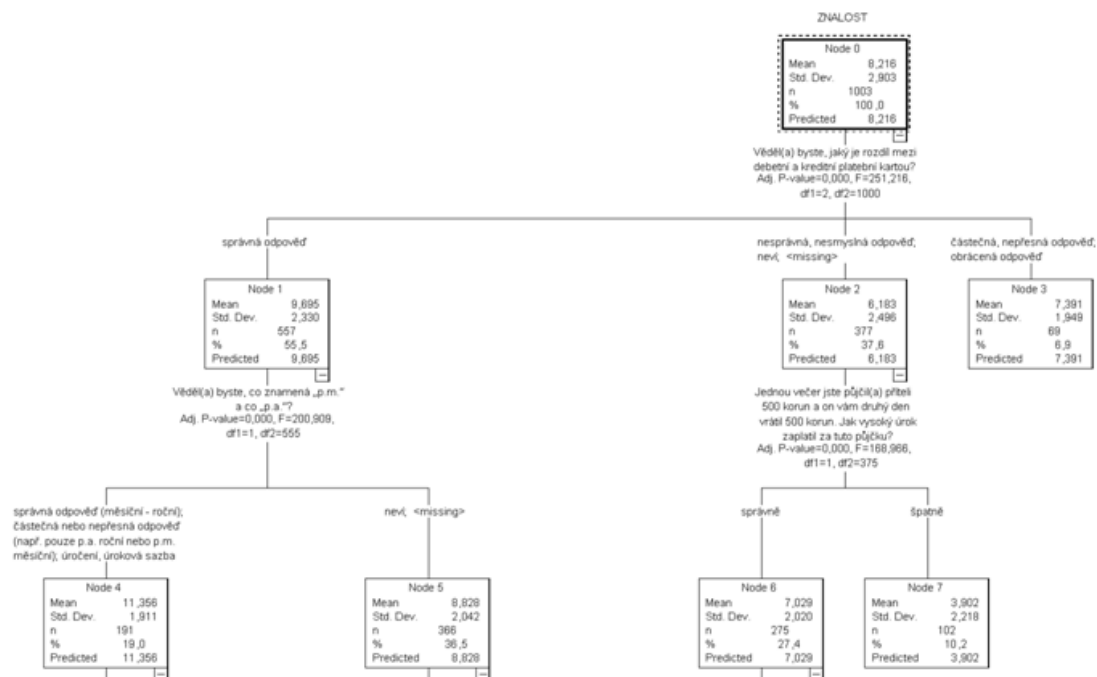 ZNALOST
Node 0
Mean 8,216
Std. Dev. 2,903
n 1003
% 100 ,0
Predicted 8,216
Věděl(a) byste, jaký je rozdíl mezi
debetní a kreditní platební kartou?
Adj. P-value=0,000, F=251,216,
df1=2, df2=1000
správná odpověď
nesprávná, nesmyslná odpověď;
neví; <missing>
částečná, nepřesná odpověď;
obrácená odpověď
Node 1
Mean 9,695
Std. Dev. 2,330
n 557
% 55,5
Predicted 9,695
Node 2
Mean 6,183
Std. Dev. 2,496
n 377
% 37,6
Predicted 6,183
Node 3
Mean 7,391
Std. Dev. 1,949
n 69
% 6,9
Predicted 7,391
Věděl(a) byste, co znamená „p.m.“
a co „p.a.“?
Adj. P-value=0,000, F=200,909,
df1=1, df2=555
Jednou večer jste půjčil(a) příteli
500 korun a on vám druhý den
vrátil 500 korun. Jak vysoký úrok
zaplatil za tuto půjčku?
Adj. P-value=0,000, F=168,966,
df1=1, df2=375
správná odpověď (měsíční - roční);
částečná nebo nepřesná odpověď
(např. pouze p.a. roční nebo p.m.
měsíční); úročení, úroková sazba
neví; <missing>
správně
špatně
Node 4
Mean 11 ,356
Std. Dev. 1,911
n 191
% 19,0
Predicted 11 ,356
Node 5
Mean 8,828
Std. Dev. 2,042
n 366
% 36,5
Predicted 8,828
Node 6
Mean 7,029
Std. Dev. 2,020
n 275
% 27,4
Predicted 7,029
Node 7
Mean 3,902
Std. Dev. 2,218
n 102
% 10,2
Predicted 3,902